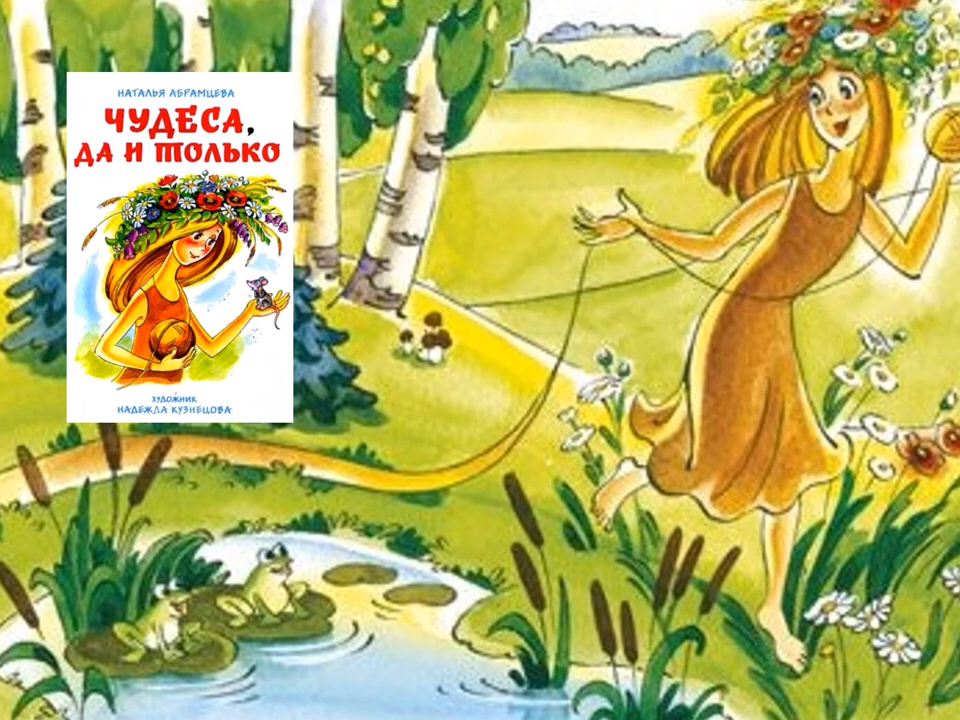 НАТАЛЬЯ АБРАМЦЕВА
ЧУДЕСА,
ДА И ТОЛЬКО
ХУДОЖНИК
НАДЕЖДА КУЗНЕЦОВА